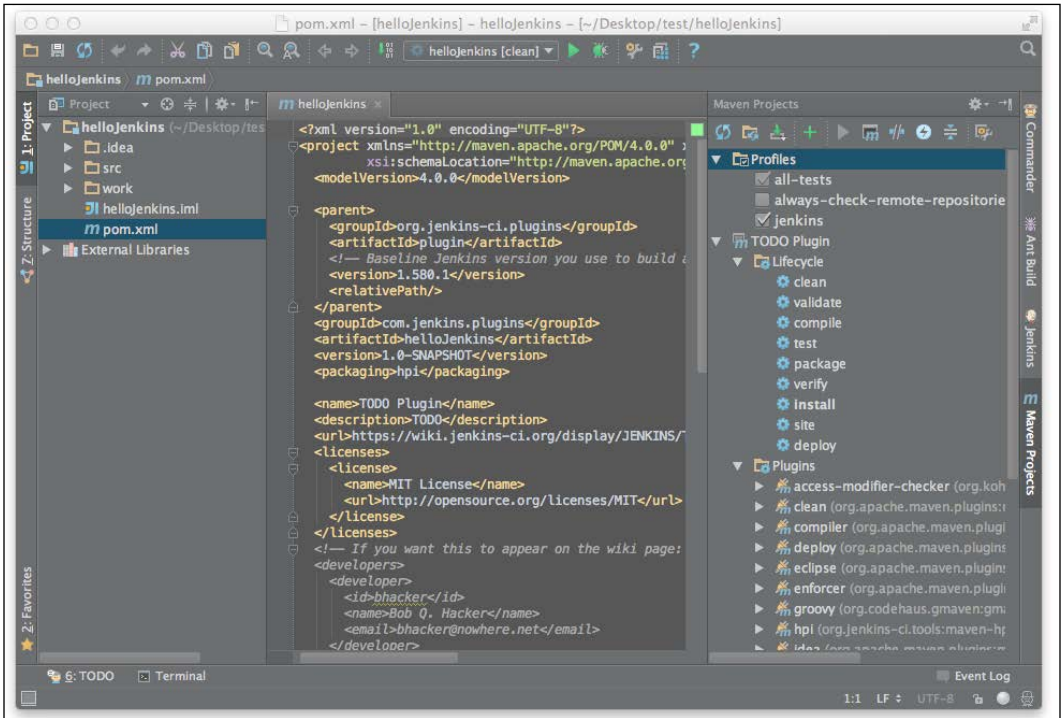 pom.xml – [helloJenkins] – helloJenkins – [~/Desktop/test/helloJenkins]
helloJenkins [clean]
helloJenkins m pom.xml
1: Project
Z: Structure
2: Favorites
Project
helloJenkins (~/Desktop/tes
.idea
src
work
helloJenkins.iml
m pom.xml
External Libraries
m helloJenkins
<?xml version="1.0" encoding="UTF-8"?>
<project xmlns="http://maven.apache.org/POM/4.0.0" x
xsi:schemaLocation="http://maven.apache.org
<modelVersion>4.0.0</modelVersion>
<parent>
<groupId>org.jenkins-ci.plugins</groupId>
<artifactId>plugin</artifactId>
<!-- Baseline Jenkins version you use to build a
<version>1.580.1</version>
<relativePath/>
</parent>
<groupId>com.jenkins.plugins</groupId>
<artifactId>helloJenkins</artifactId>
<version>1.0-SNAPSHOT</version>
<packaging>hpi</packaging>
<name>TODO Plugin</name>
<description>TODO</description>
<url>https://wiki.jenkins-ci.org/display/JENKINS/T
<licenses>
<license>
<name>MIT License</name>
<url>http://opensource.org/licenses/MIT</url>
</license>
</licenses>
<!-- If you want this to appear on the wiki page:
<developers>
<developer>
<id>bhacker</id>
<name>Bob Q. Hacker</name>
<email>bhacker@nowhere.net</email>
</developer>
Maven Projects
Profiles
all-tests
always-check-remote-repositorie
jenkins
TODO Plugin
Lifecycle
clean
validate
compile
test
package
verify
install
site
deploy
Plugins
access-modifier-checker (org.koh
clean (org.apache.maven.plugins:
compiler (org.apache.maven.plugi
deploy (org.apache.maven.plugins
eclipse (org.apache.maven.plugins
enforcer (org.apache.maven.plugi
groovy (org.codehaus.gmaven:gma
hpi (org.jenkins-ci.tools:maven-hp
idea (org.apache.maven.plugins:m
Commander
Ant Build
Jenkins
m Maven Projects
6: TODO
Terminal
Event Log
1:1 LF UTF-8